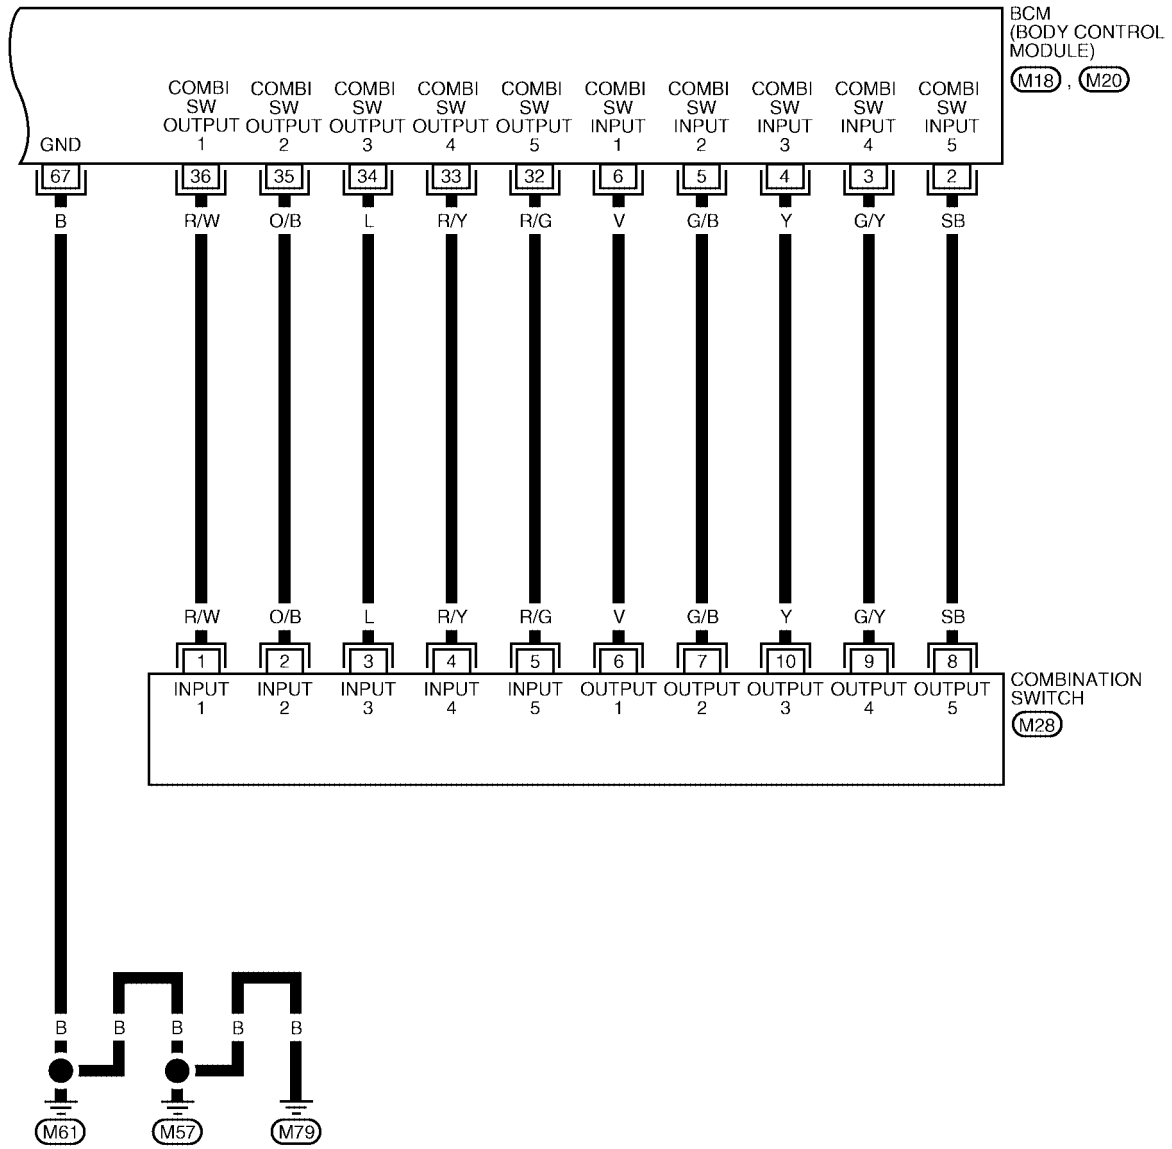 BCM
(BODY CONTROL
MODULE)
M18 , M20
COMBI COMBI COMBI COMBI COMBI COMBI COMBI COMBI COMBI COMBI
SW SW SW SW SW SW SW SW SW SW
OUTPUT OUTPUT OUTPUT OUTPUT OUTPUT INPUT INPUT INPUT INPUT INPUT
GND 1 2 3 4 5 1 2 3 4 5
67 36 35 34 33 32 6 5 4 3 2
B R/W O/B L R/Y R/G V G/B Y G/Y SB
R/W O/B L R/Y R/G V G/B Y G/Y SB
1 2 3 4 5 6 7 10 9 8
INPUT INPUT INPUT INPUT INPUT OUTPUT OUTPUT OUTPUT OUTPUT OUTPUT
1 2 3 4 5 1 2 3 4 5
COMBINATION
SWITCH
M28
B B B B B
M61 M57 M79